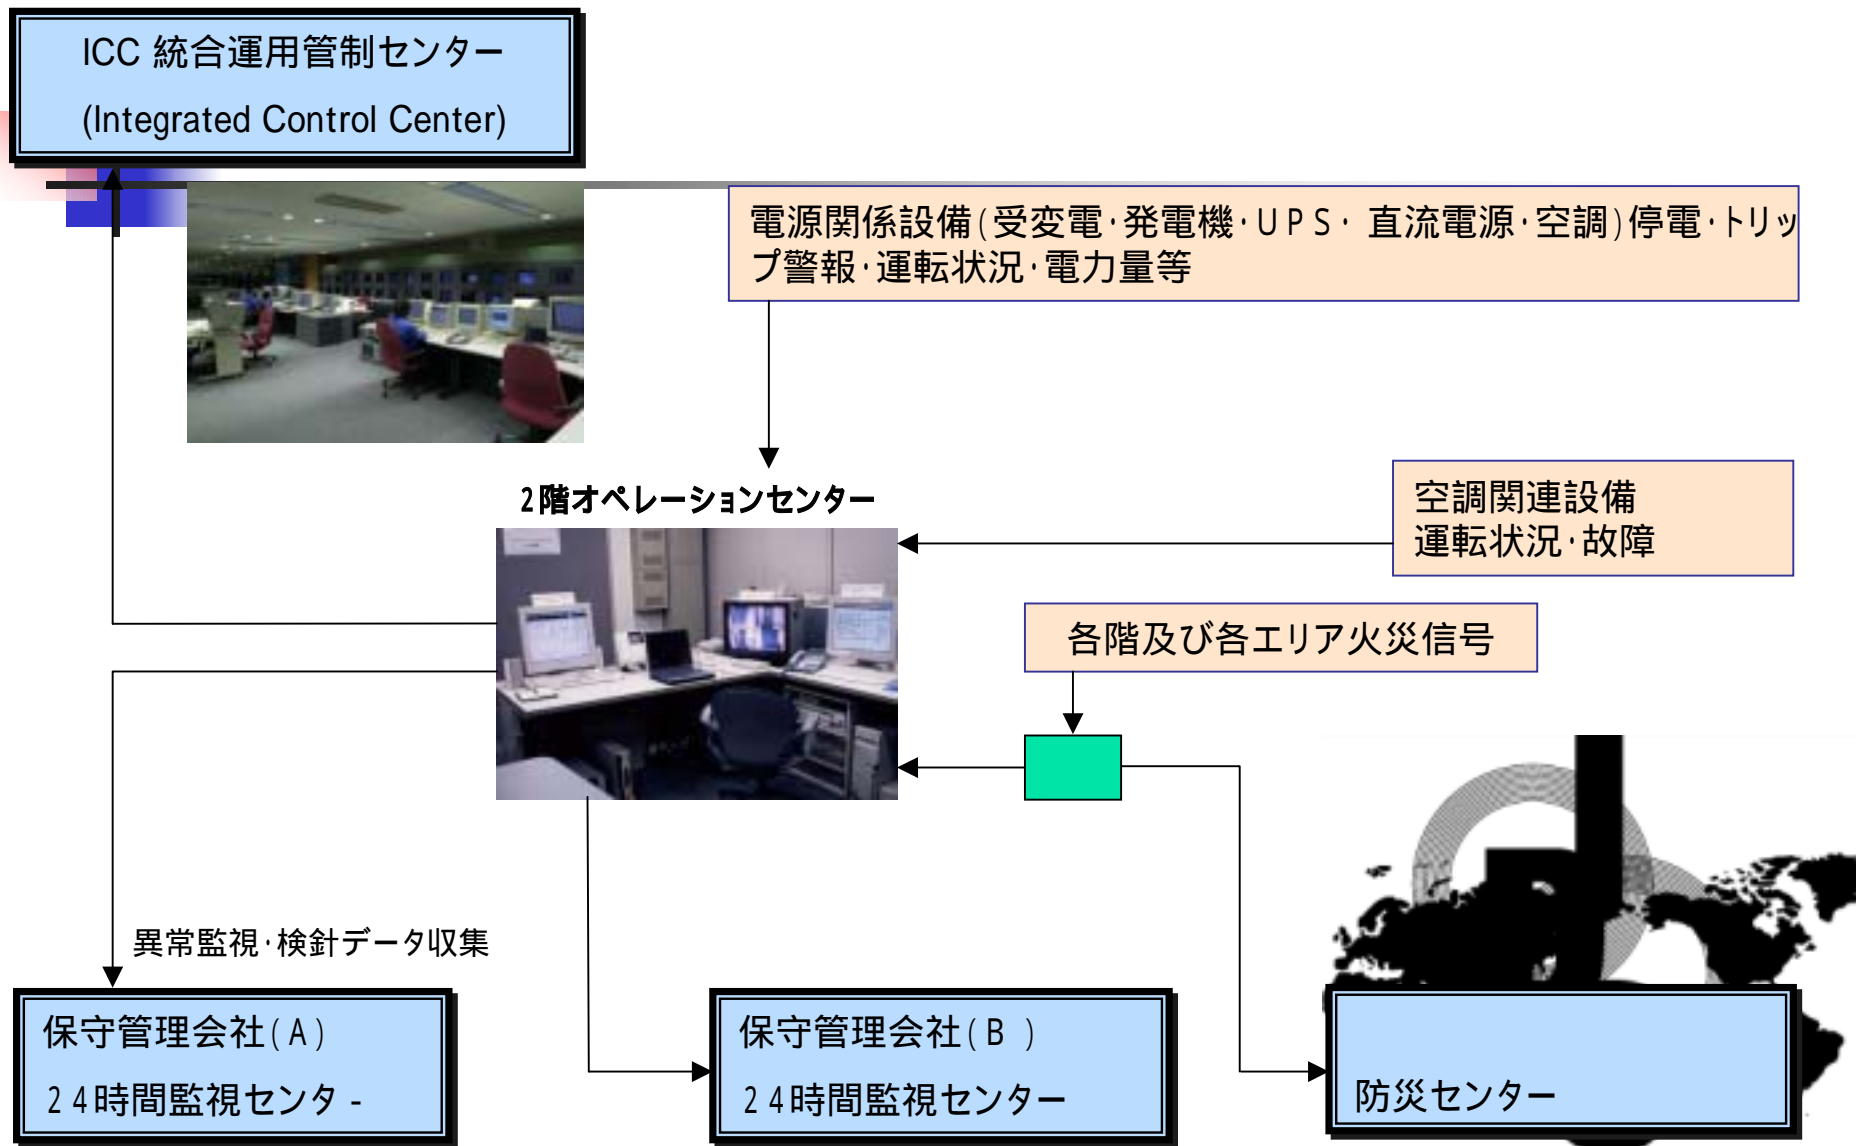 ICC 統合運用管制センター
(Integrated Control Center)
電源関係設備(受変電･発電機･ＵＰＳ･ 直流電源･空調)停電･トリッ
プ警報･運転状況･電力量等
2階オペレーションセンター
空調関連設備
運転状況･故障
各階及び各エリア火災信号
異常監視･検針データ収集
保守管理会社(Ａ)
２４時間監視センタ -
保守管理会社(Ｂ )
２４時間監視センター
防災センター